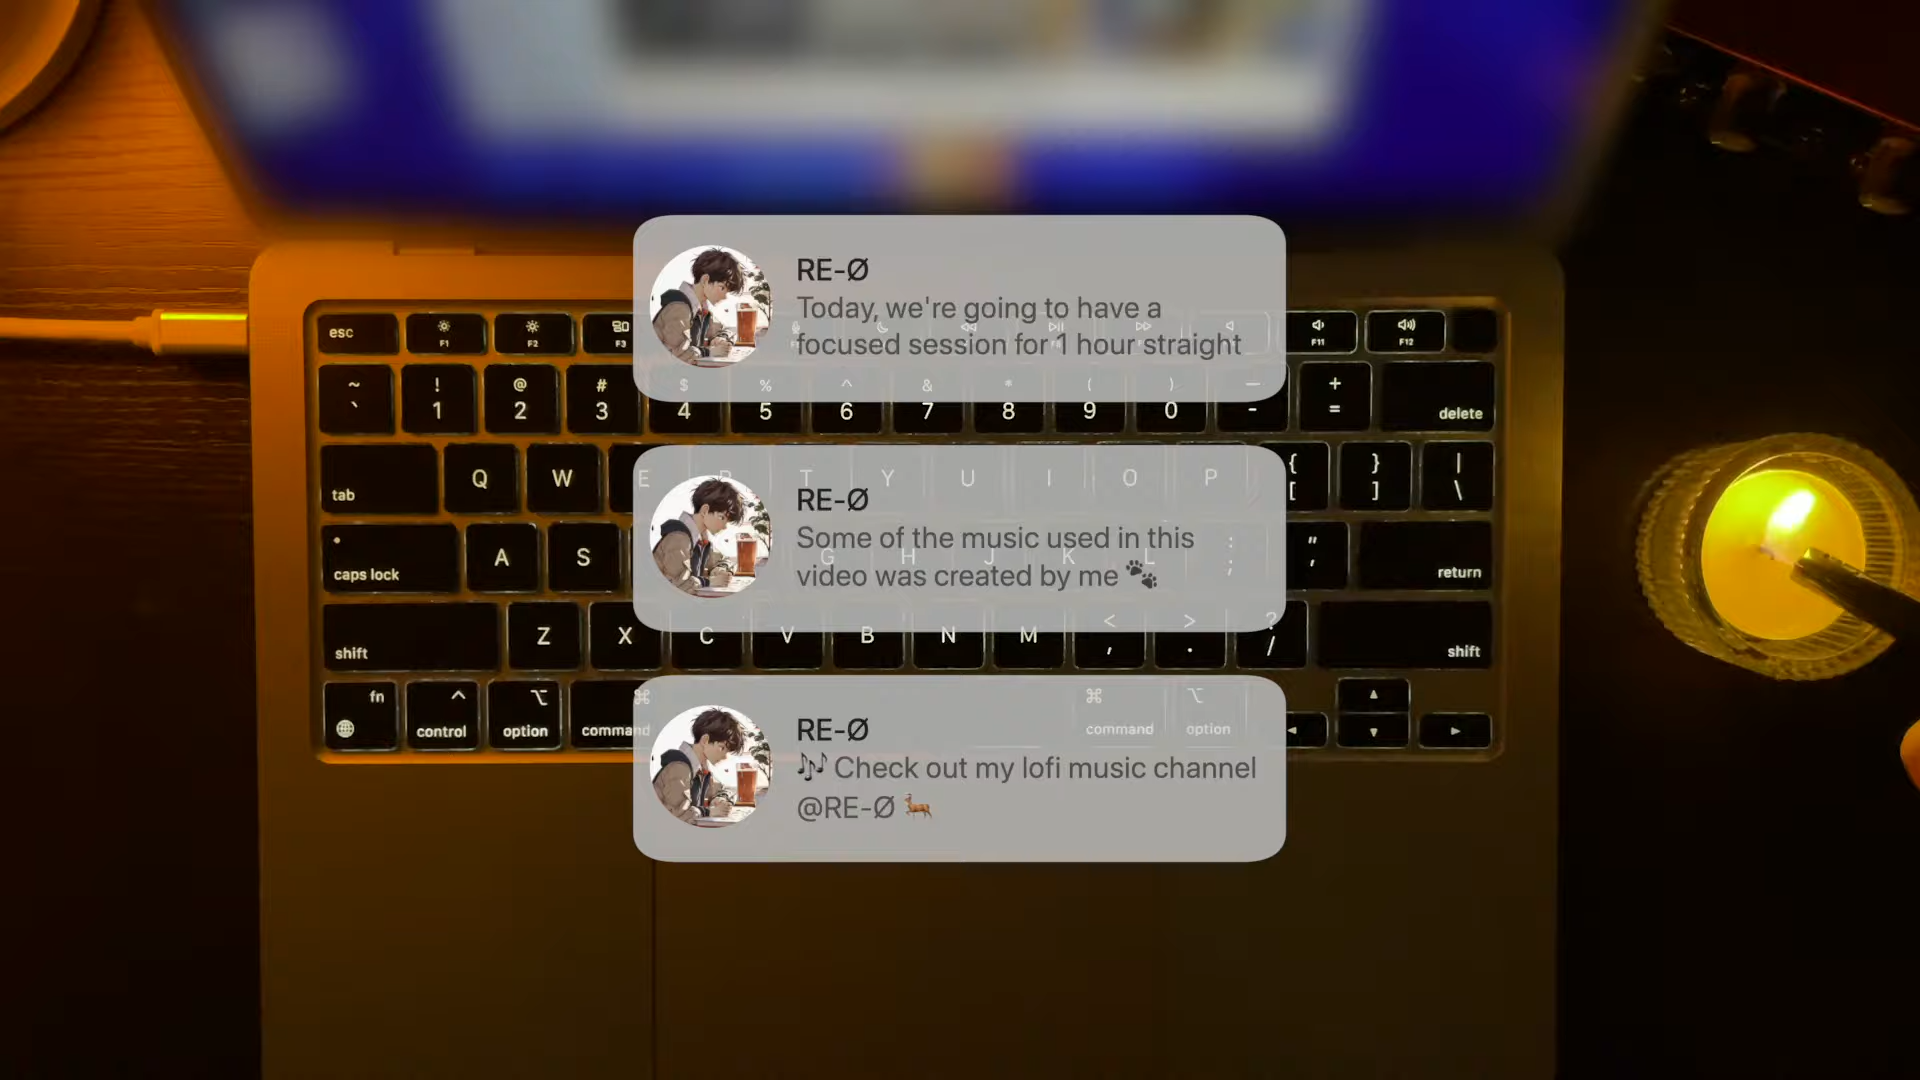 RE-Ø
Today, we're going to have a
focused session for 1 hour straight
RE-Ø
Some of the music used in this
video was created by me 🐾
RE-Ø
🎶 Check out my lofi music channel
@RE-Ø 🦌
esc
F1
F2
F3
F11
F12
~ ! @ # $ % ^ & * ( ) — +
` 1 2 3 4 5 6 7 8 9 0 - = delete
tab Q W E R T Y U I O P { [ } ] | \
caps lock A S G H J K L : ; " ' return
shift Z X C V B N M < , > . ? / shift
fn control option command command option